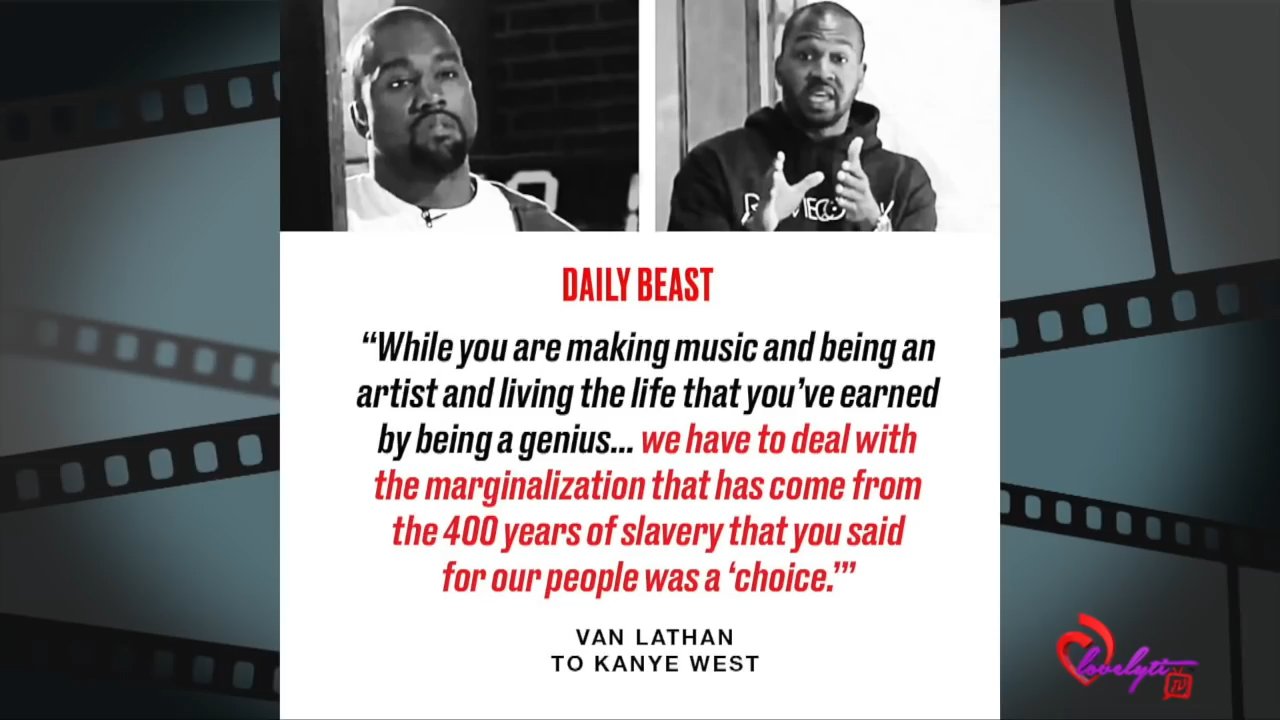 DAILY BEAST
“While you are making music and being an
artist and living the life that you’ve earned
by being a genius... we have to deal with
the marginalization that has come from
the 400 years of slavery that you said
for our people was a ‘choice.’”
VAN LATHAN
TO KANYE WEST
lovelyti
TV